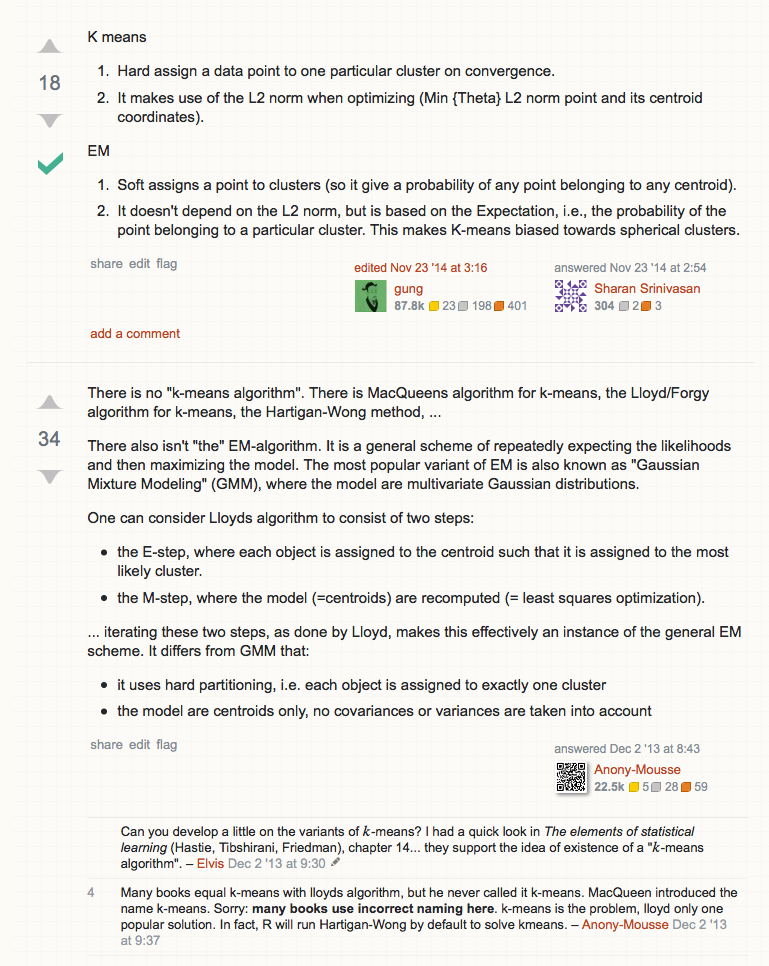 K means
1. Hard assign a data point to one particular cluster on convergence.
18
2. It makes use of the L2 norm when optimizing (Min {Theta} L2 norm point and its centroid
coordinates).
EM
1. Soft assigns a point to clusters (so it give a probability of any point belonging to any centroid).
2. It doesn't depend on the L2 norm, but is based on the Expectation, i.e., the probability of the
point belonging to a particular cluster. This makes K-means biased towards spherical clusters.
share edit flag
edited Nov 23 '14 at 3:16
gung
87.8k 23 198 401
answered Nov 23 '14 at 2:54
Sharan Srinivasan
304 2 3
add a comment
There is no "k-means algorithm". There is MacQueens algorithm for k-means, the Lloyd/Forgy
algorithm for k-means, the Hartigan-Wong method, ...
34
There also isn't "the" EM-algorithm. It is a general scheme of repeatedly expecting the likelihoods
and then maximizing the model. The most popular variant of EM is also known as "Gaussian
Mixture Modeling" (GMM), where the model are multivariate Gaussian distributions.
One can consider Lloyds algorithm to consist of two steps:
• the E-step, where each object is assigned to the centroid such that it is assigned to the most
likely cluster.
• the M-step, where the model (=centroids) are recomputed (= least squares optimization).
... iterating these two steps, as done by Lloyd, makes this effectively an instance of the general EM
scheme. It differs from GMM that:
• it uses hard partitioning, i.e. each object is assigned to exactly one cluster
• the model are centroids only, no covariances or variances are taken into account
share edit flag
answered Dec 2 '13 at 8:43
Anony-Mousse
22.5k 5 28 59
Can you develop a little on the variants of k-means? I had a quick look in The elements of statistical
learning (Hastie, Tibshirani, Friedman), chapter 14... they support the idea of existence of a "k-means
algorithm". – Elvis Dec 2 '13 at 9:30
4 Many books equal k-means with lloyds algorithm, but he never called it k-means. MacQueen introduced the
name k-means. Sorry: many books use incorrect naming here. k-means is the problem, lloyd only one
popular solution. In fact, R will run Hartigan-Wong by default to solve kmeans. – Anony-Mousse Dec 2 '13
at 9:37